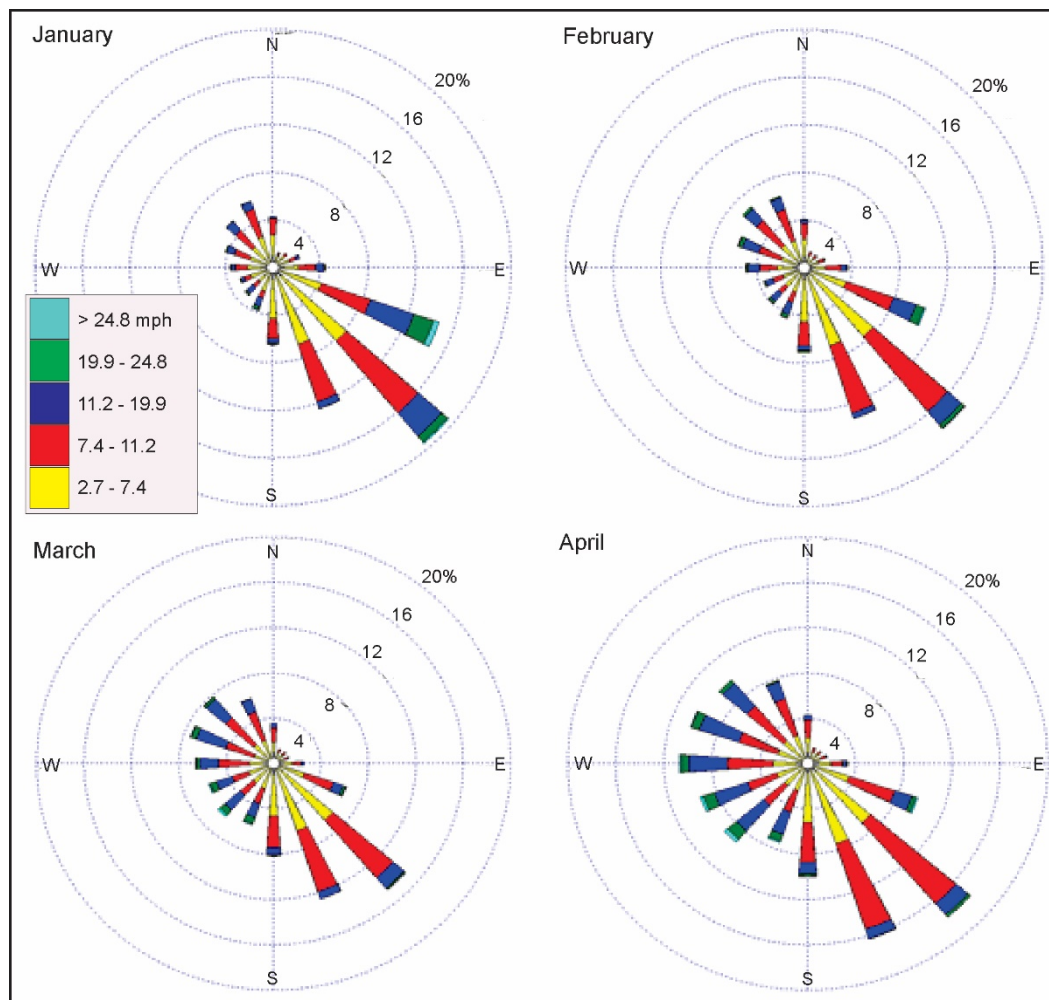 January
N
20%
16
12
8
4
W
E
S
> 24.8 mph
19.9 - 24.8
11.2 - 19.9
7.4 - 11.2
2.7 - 7.4
February
N
20%
16
12
8
4
W
E
S
March
N
20%
16
12
8
4
W
E
S
April
N
20%
16
12
8
4
W
E
S